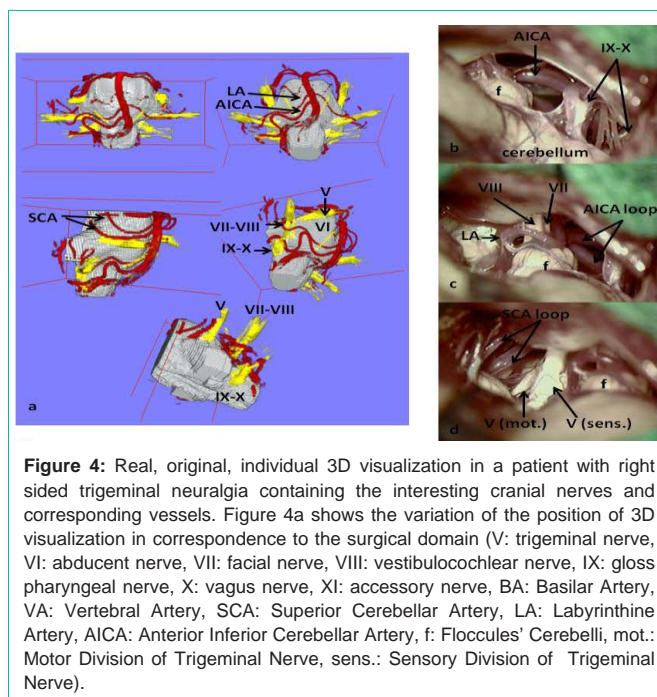 LA
AICA
SCA
V
VII-VIII
VI
IX-X
V VII-VIII
IX-X
a
AICA
IX-X
f
b
cerebellum
VIII VII
AICA loop
LA
f
c
SCA loop
f
d
V (mot.) V (sens.)
Figure 4: Real, original, individual 3D visualization in a patient with right
sided trigeminal neuralgia containing the interesting cranial nerves and
corresponding vessels. Figure 4a shows the variation of the position of 3D
visualization in correspondence to the surgical domain (V: trigeminal nerve,
VI: abducent nerve, VII: facial nerve, VIII: vestibulocochlear nerve, IX: gloss
pharyngeal nerve, X: vagus nerve, XI: accessory nerve, BA: Basilar Artery,
VA: Vertebral Artery, SCA: Superior Cerebellar Artery, LA: Labyrinthine
Artery, AICA: Anterior Inferior Cerebellar Artery, f: Floccules' Cerebelli, mot.:
Motor Division of Trigeminal Nerve, sens.: Sensory Division of Trigeminal
Nerve).